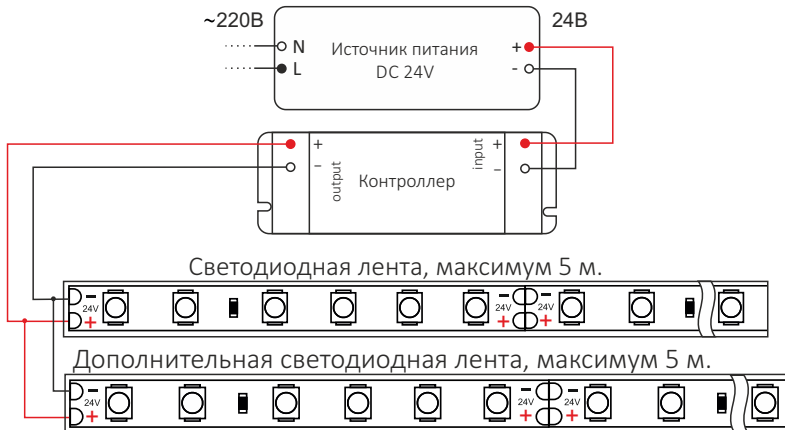 ~220В
24В
N
Источник питания
+
L
DC 24V
-
+
input
+
−
output
Контроллер
−
Светодиодная лента, максимум 5 м.
− 24V +
− 24V +
− 24V +
Дополнительная светодиодная лента, максимум 5 м.
− 24V +
− 24V +
− 24V +